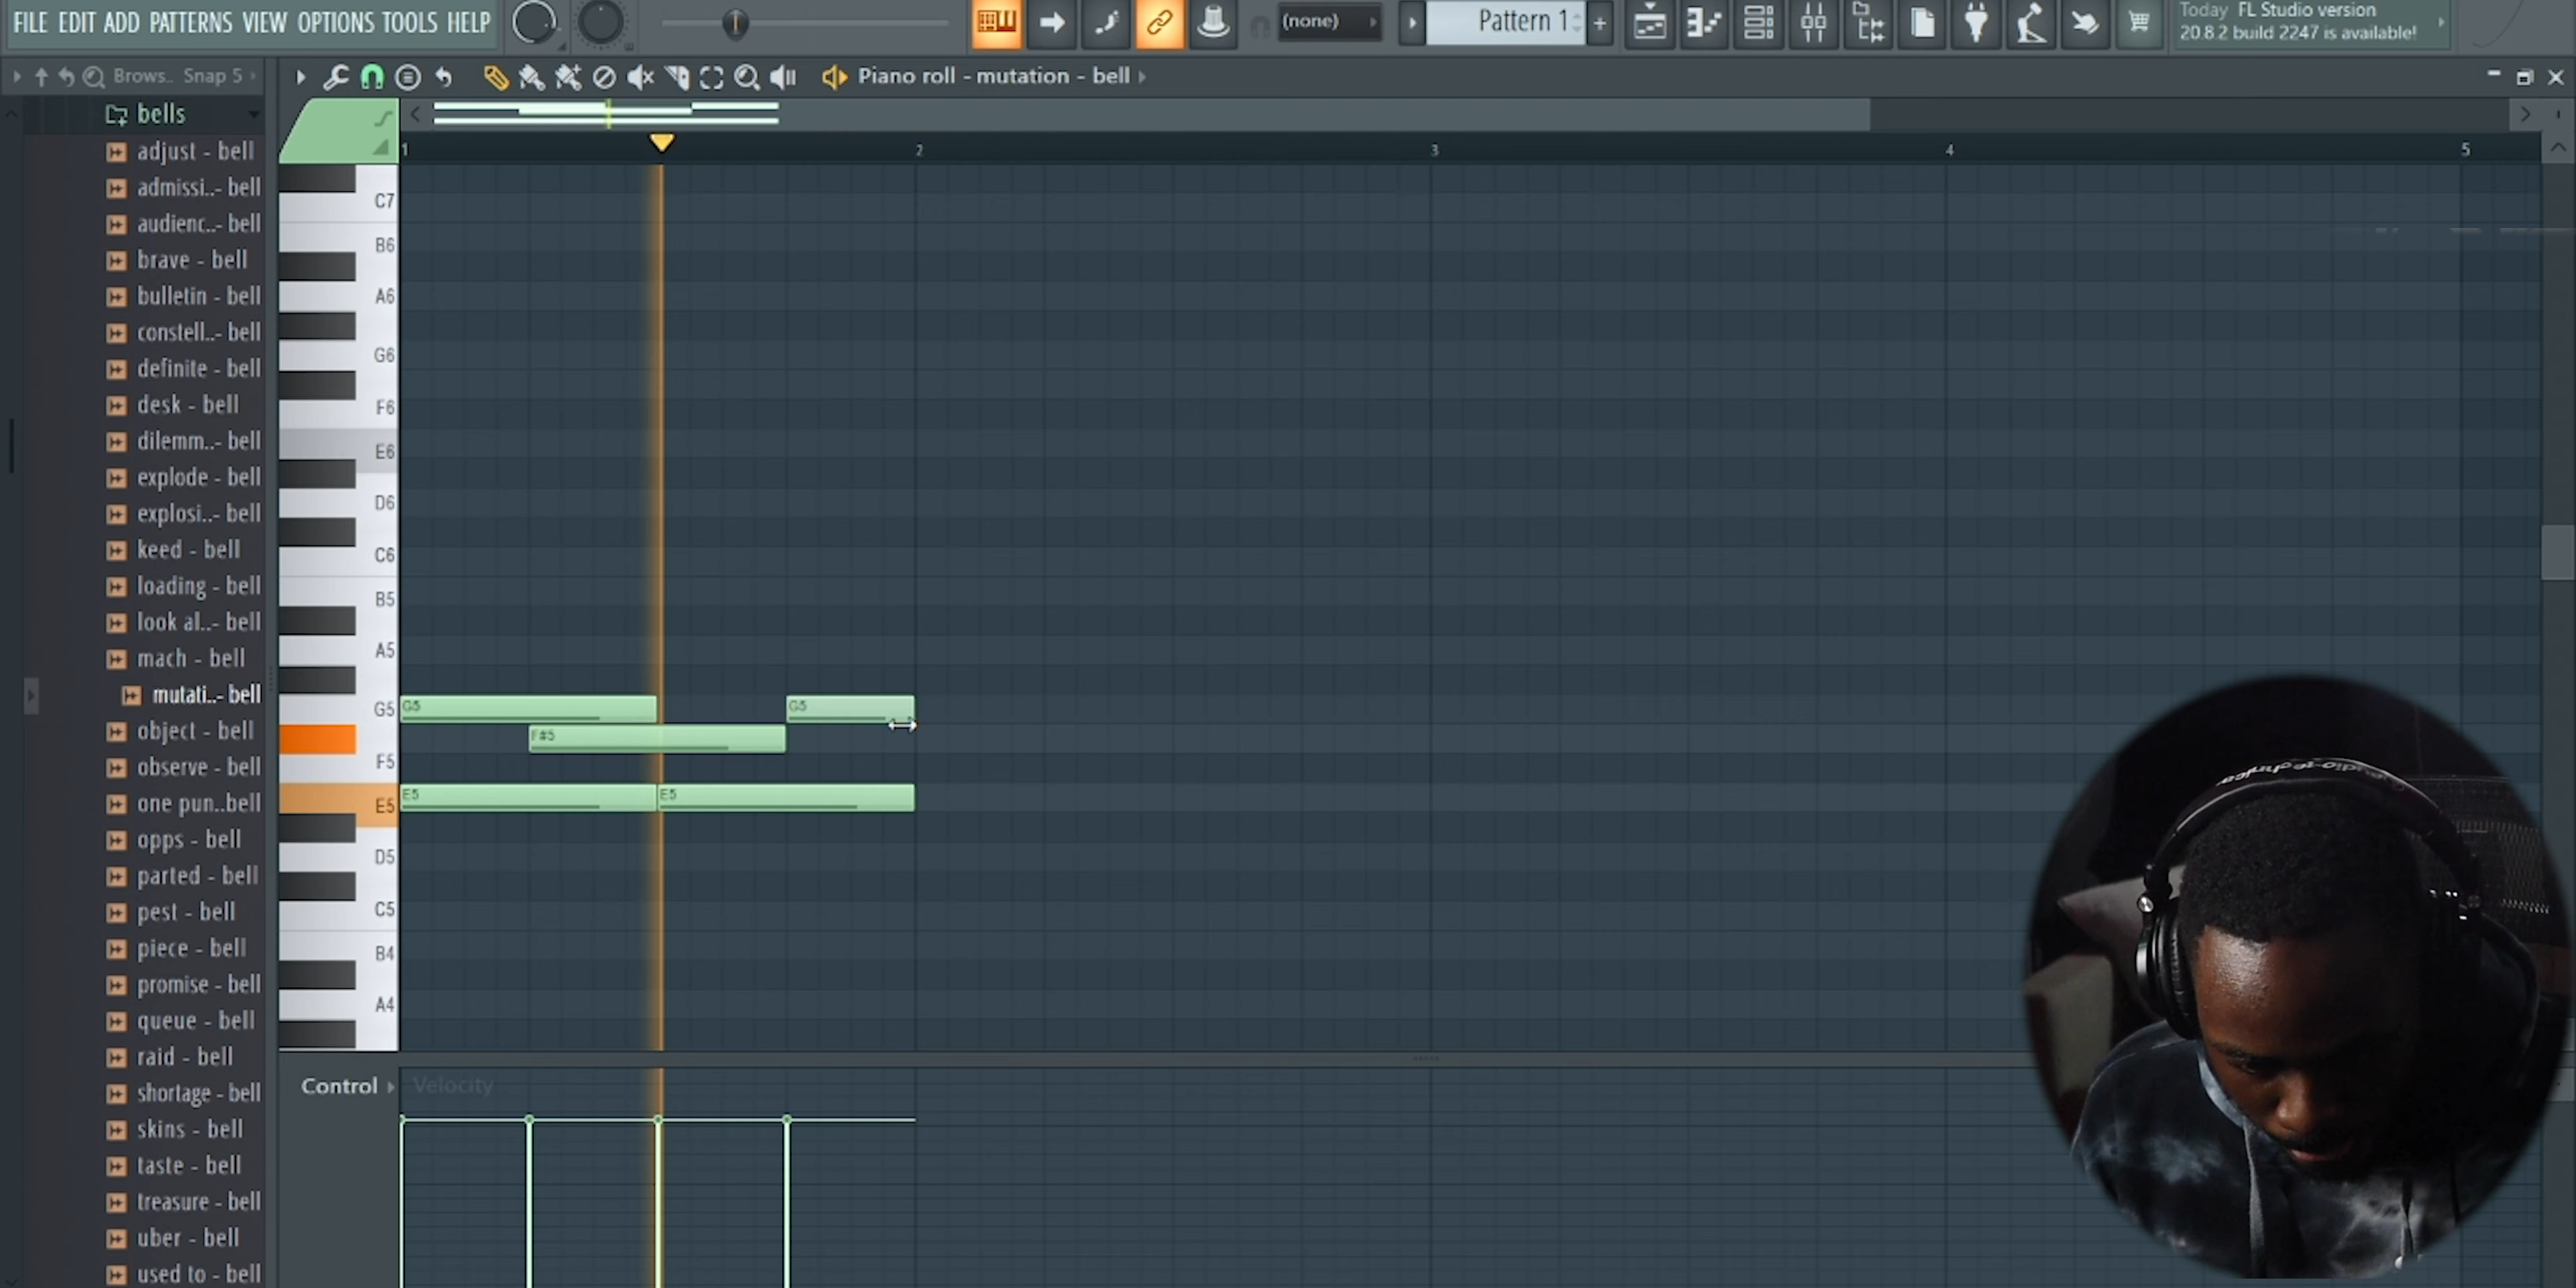 FILE EDIT ADD PATTERNS VIEW OPTIONS TOOLS HELP
(none)
Pattern 1
+
Today FL Studio version
20.8.2 build 2247 is available!
Brows.. Snap 5
Piano roll - mutation - bell
bells
adjust - bell
admissi..- bell
audienc..- bell
brave - bell
bulletin - bell
constell..- bell
definite - bell
desk - bell
dilemm..- bell
explode - bell
explosi..- bell
keed - bell
loading - bell
look al..- bell
mach - bell
mutati..- bell
object - bell
observe - bell
one pun..bell
opps - bell
parted - bell
pest - bell
piece - bell
promise - bell
queue - bell
raid - bell
shortage - bell
skins - bell
taste - bell
treasure - bell
uber - bell
used to - bell
1 2 3 4 5
C7
B6
A6
G6
F6
E6
D6
C6
B5
A5
G5
F5
E5
D5
C5
B4
A4
G5 G5
F#5
E5 E5
Control Velocity